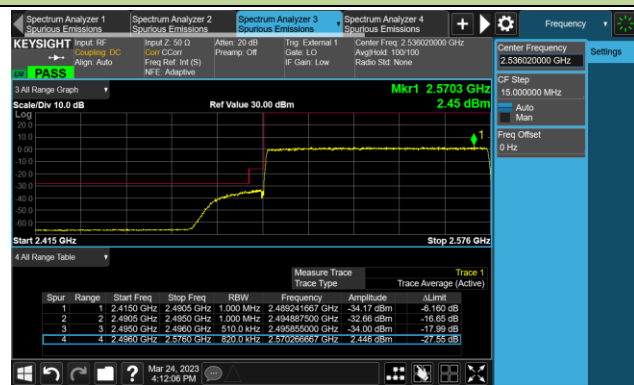 Spectrum Analyzer 1
Spurious Emissions
Spectrum Analyzer 2
Spurious Emissions
Spectrum Analyzer 3
Spurious Emissions
Spectrum Analyzer 4
Spurious Emissions
Frequency
KEYSIGHT
Input: RF
Coupling: DC
Align: Auto
Input Z: 50 Ω
Corr CCorr
Freq Ref: Int (S)
NFE: Adaptive
Atten: 20 dB
Preamp: Off
Trig: External 1
Gate: LO
IF Gain: Low
Center Freq: 2.536020000 GHz
Avg|Hold: 100/100
Radio Std: None
PASS
Center Frequency
2.536020000 GHz
Settings
CF Step
15.000000 MHz
Auto
Man
Freq Offset
0 Hz
3 All Range Graph
Mkr1 2.5703 GHz
Scale/Div 10.0 dB
Ref Value 30.00 dBm
2.45 dBm
Log
20.0
10.0
0.00
-10.0
-20.0
-30.0
-40.0
-50.0
-60.0
1
Start 2.415 GHz
Stop 2.576 GHz
4 All Range Table
Measure Trace Trace 1
Trace Type Trace Average (Active)
Spur Range Start Freq Stop Freq RBW Frequency Amplitude ΔLimit
1 1 2.4150 GHz 2.4905 GHz 1.000 MHz 2.489241667 GHz -34.17 dBm -6.160 dB
2 2 2.4905 GHz 2.4950 GHz 1.000 MHz 2.494887500 GHz -32.66 dBm -16.65 dB
3 3 2.4950 GHz 2.4960 GHz 510.0 kHz 2.495855000 GHz -34.00 dBm -17.99 dB
4 4 2.4960 GHz 2.5760 GHz 820.0 kHz 2.570266667 GHz 2.446 dBm -27.55 dB
Mar 24, 2023
4:12:06 PM